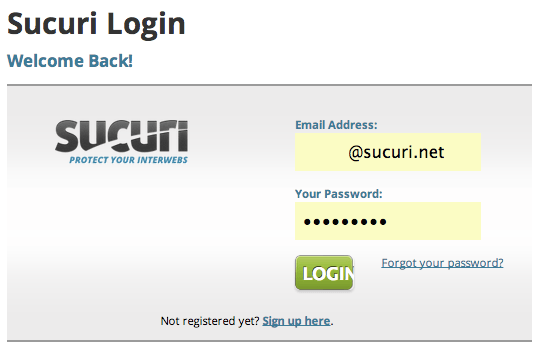 Sucuri Login
Welcome Back!
SUCURI
PROTECT YOUR INTERWEBS
Email Address:
@sucuri.net
Your Password:
•••••••••
LOGIN
Forgot your password?
Not registered yet? Sign up here.